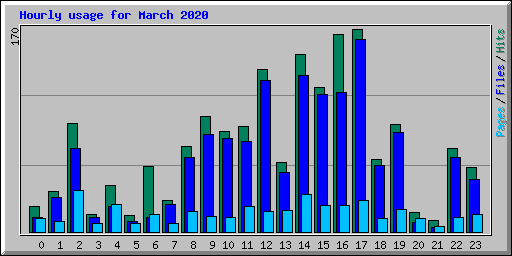 Hourly usage for March 2020
170
Pages / Files / Hits
0 1 2 3 4 5 6 7 8 9 10 11 12 13 14 15 16 17 18 19 20 21 22 23